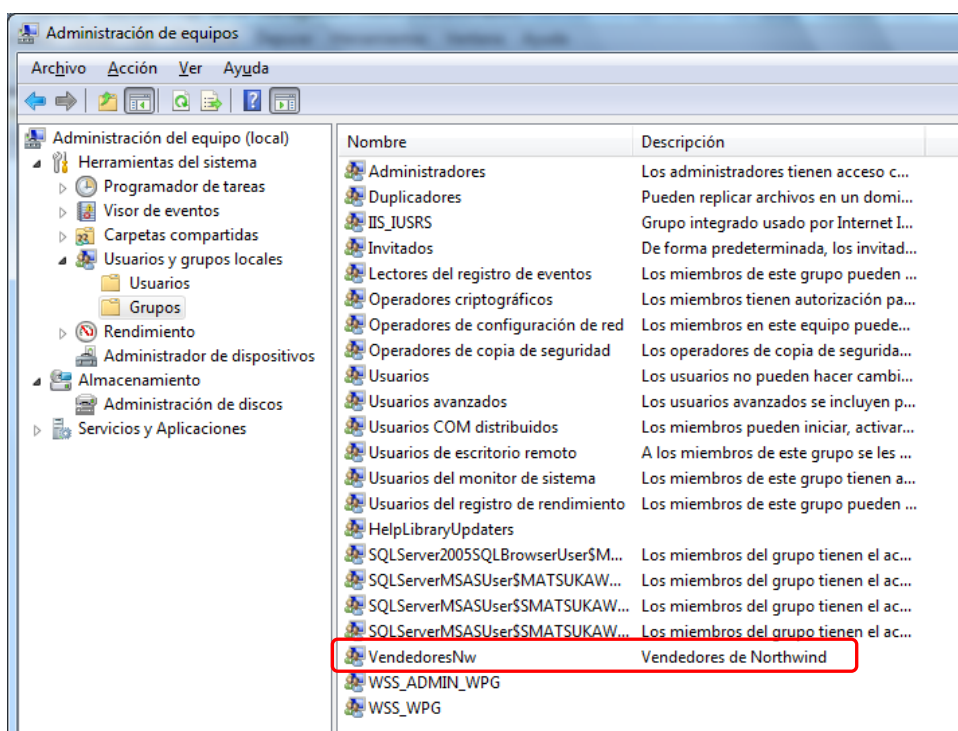 Administración de equipos
Archivo Acción Ver Ayuda
Administración del equipo (local)
Herramientas del sistema
Programador de tareas
Visor de eventos
Carpetas compartidas
Usuarios y grupos locales
Usuarios
Grupos
Rendimiento
Administrador de dispositivos
Almacenamiento
Administración de discos
Servicios y Aplicaciones
Nombre Descripción
Administradores Los administradores tienen acceso c...
Duplicadores Pueden replicar archivos en un domi...
IIS_IUSRS Grupo integrado usado por Internet I...
Invitados De forma predeterminada, los invitad...
Lectores del registro de eventos Los miembros de este grupo pueden ...
Operadores criptográficos Los miembros tienen autorización pa...
Operadores de configuración de red Los miembros en este equipo puede...
Operadores de copia de seguridad Los operadores de copia de segurida...
Usuarios Los usuarios no pueden hacer cambi...
Usuarios avanzados Los usuarios avanzados se incluyen p...
Usuarios COM distribuidos Los miembros pueden iniciar, activar...
Usuarios de escritorio remoto A los miembros de este grupo se les ...
Usuarios del monitor de sistema Los miembros de este grupo tienen a...
Usuarios del registro de rendimiento Los miembros de este grupo pueden ...
HelpLibraryUpdaters
SQLServer2005SQLBrowserUser$M... Los miembros del grupo tienen el ac...
SQLServerMSASUser$MATSUKAW... Los miembros del grupo tienen el ac...
SQLServerMSASUser$SMATSUKAW... Los miembros del grupo tienen el ac...
SQLServerMSASUser$SMATSUKAW... Los miembros del grupo tienen el ac...
VendedoresNw Vendedores de Northwind
WSS_ADMIN_WPG
WSS_WPG